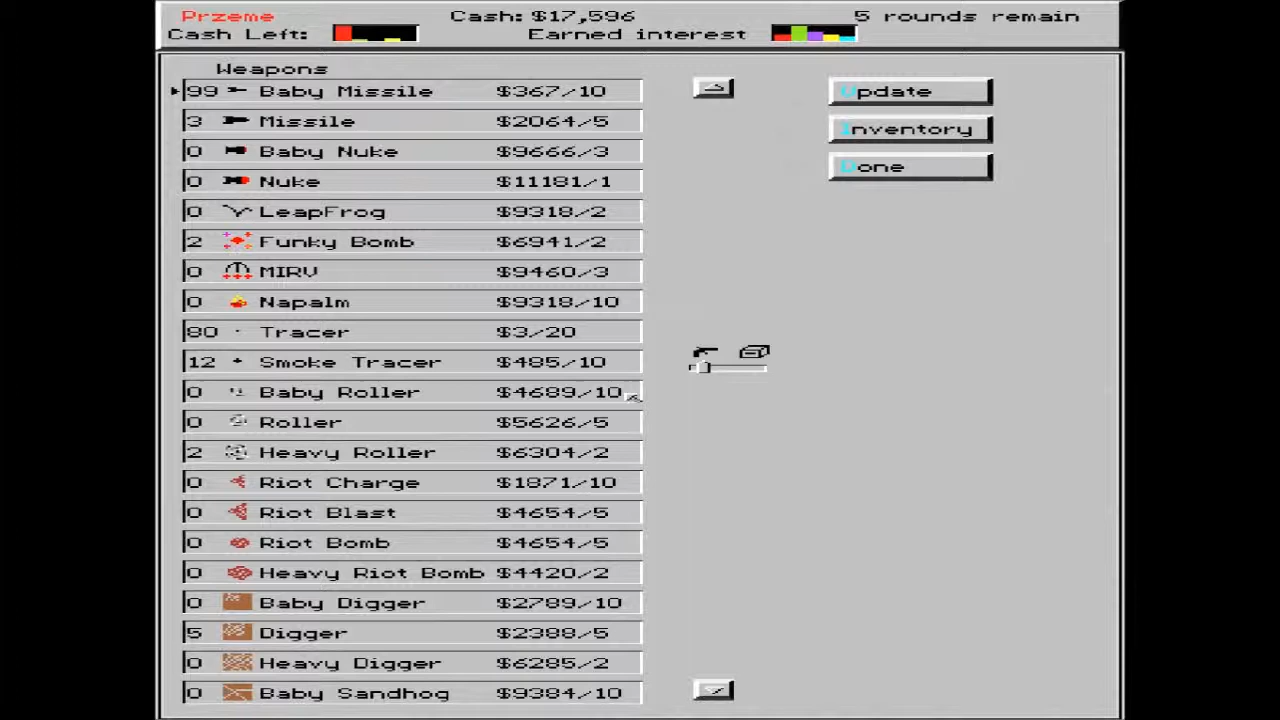 Przeme Cash: $17,596 5 rounds remain
Cash Left: Earned interest
Weapons
99 Baby Missile $367/10
3 Missile $2064/5
0 Baby Nuke $9666/3
0 Nuke $11181/1
0 LeapFrog $9318/2
2 Funky Bomb $6941/2
0 MIRV $9460/3
0 Napalm $9318/10
80 Tracer $3/20
12 Smoke Tracer $485/10
0 Baby Roller $4689/10
0 Roller $5626/5
2 Heavy Roller $6304/2
0 Riot Charge $1871/10
0 Riot Blast $4654/5
0 Riot Bomb $4654/5
0 Heavy Riot Bomb $4420/2
0 Baby Digger $2789/10
5 Digger $2388/5
0 Heavy Digger $6285/2
0 Baby Sandhog $9384/10
Update
Inventory
Done